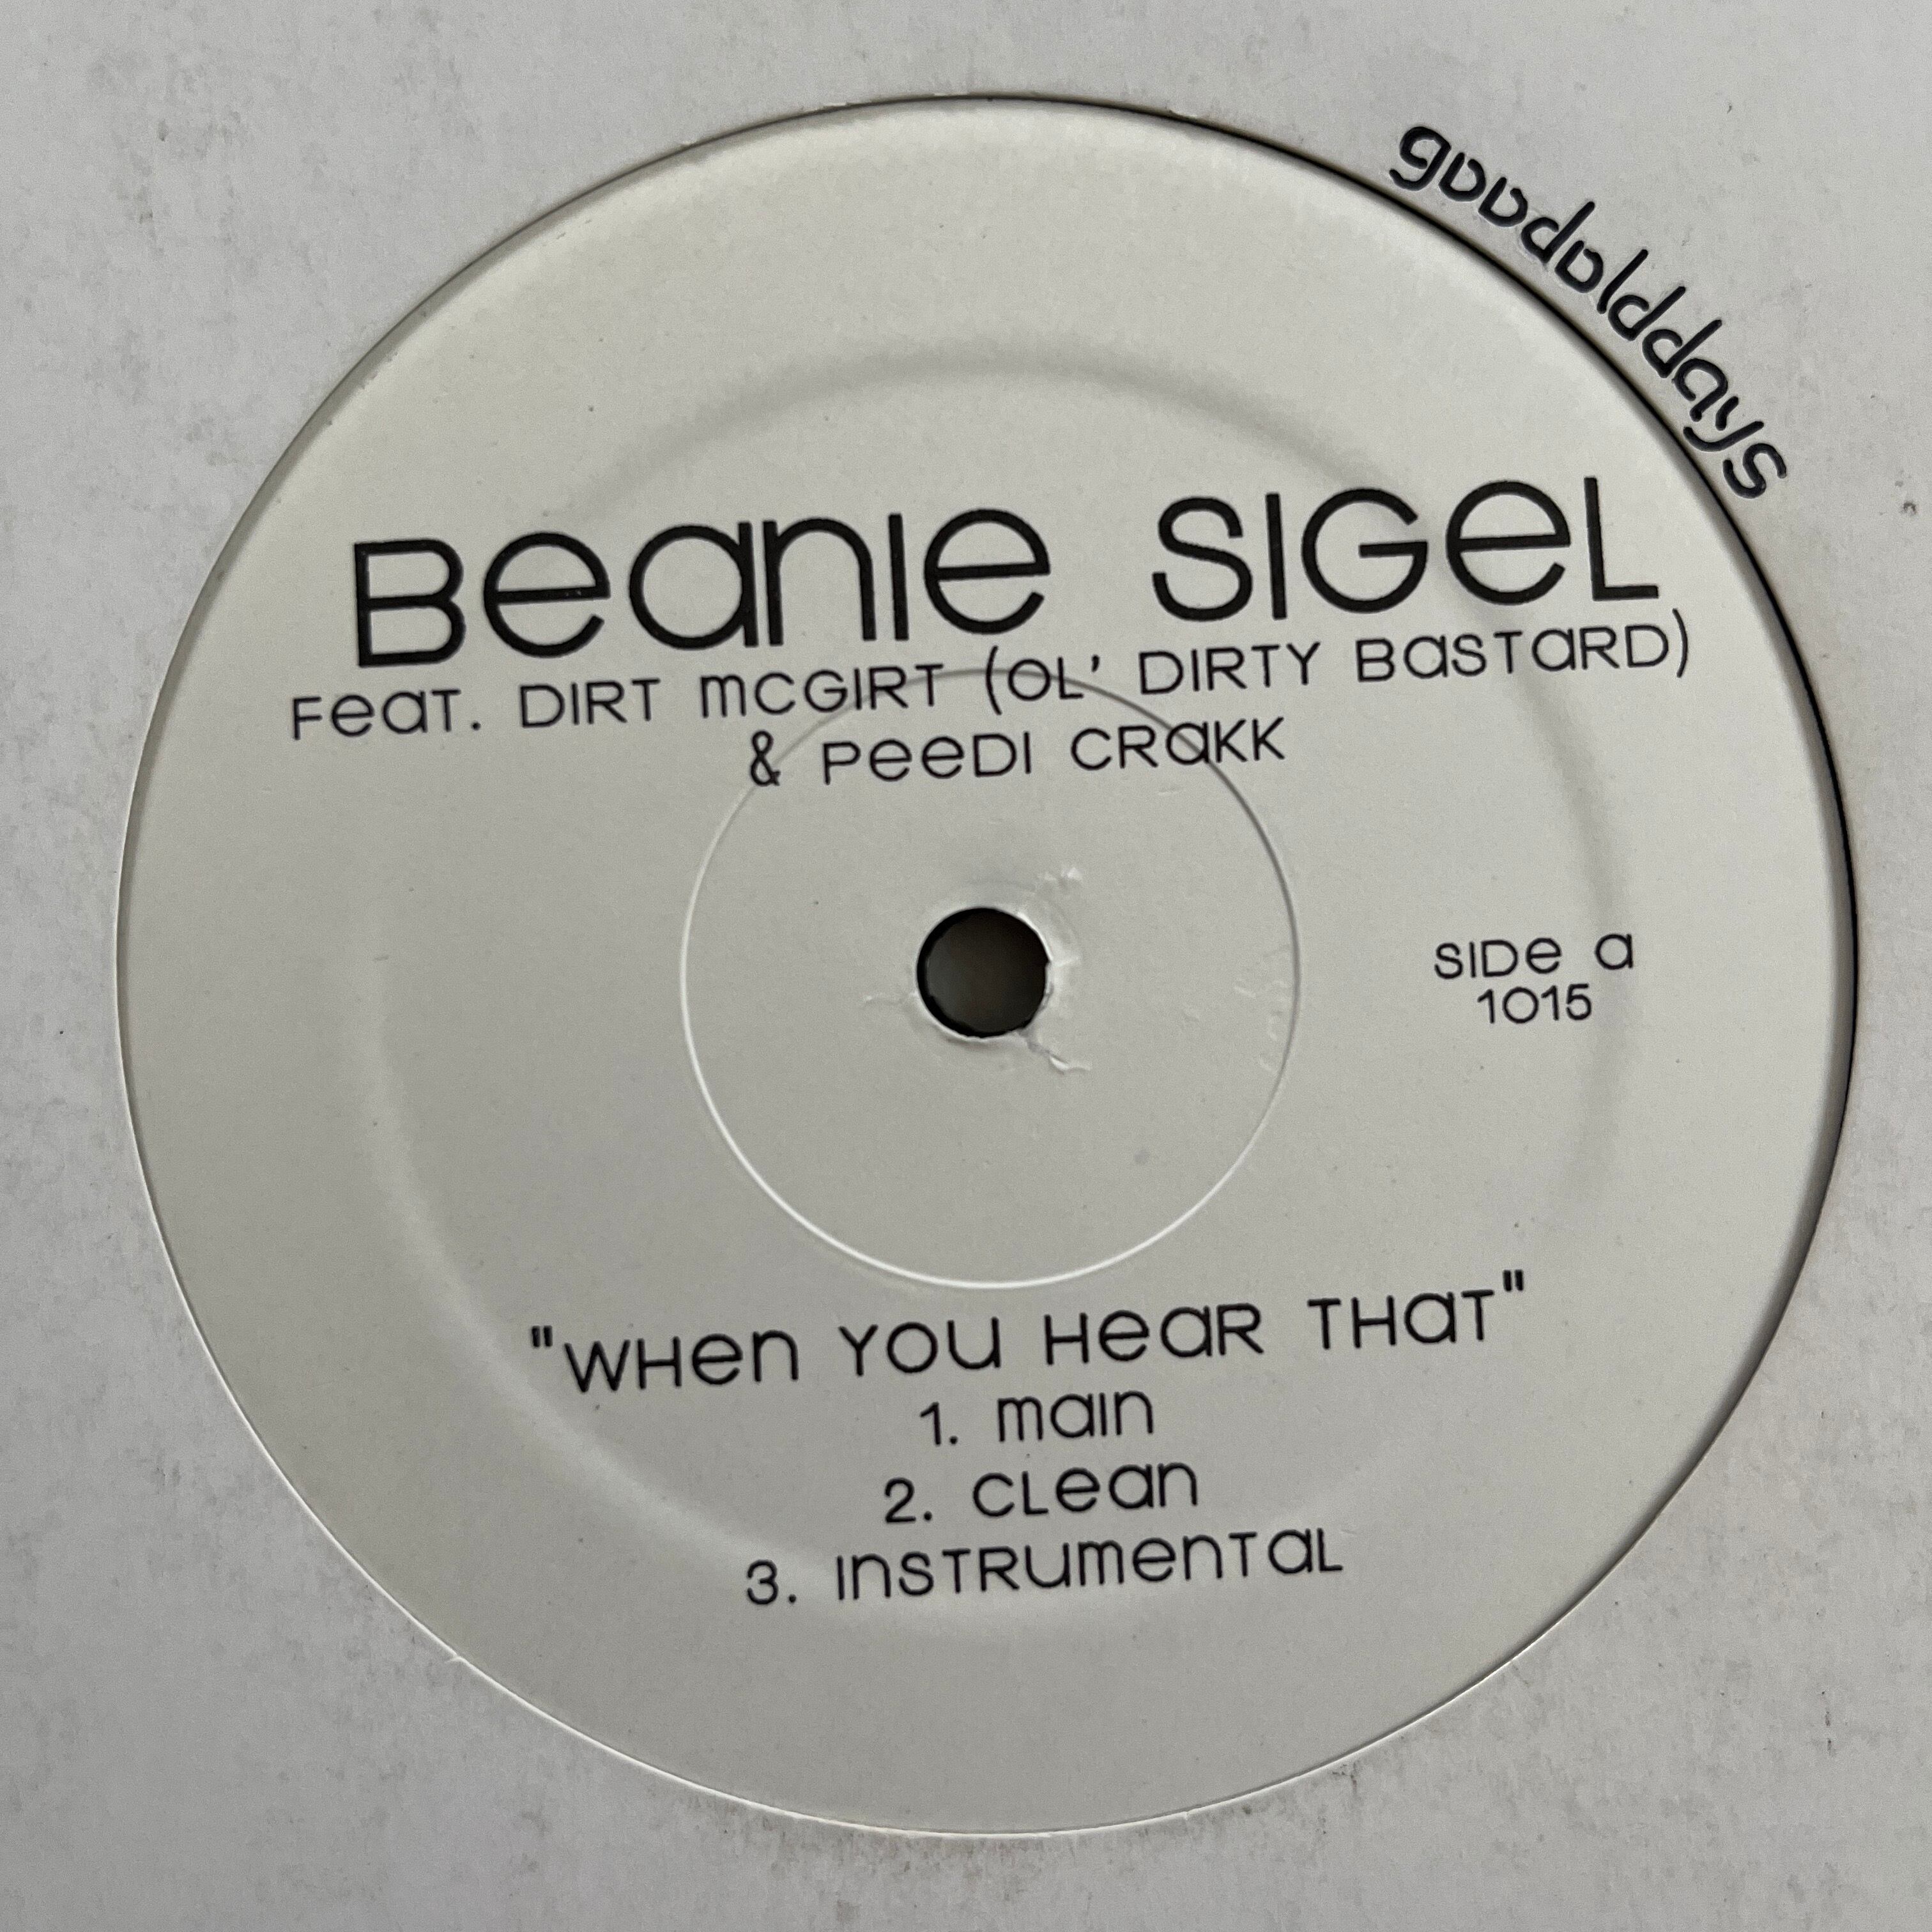 goodolddays
Beanie Sigel
Feat. Dirt McGirt (Ol' Dirty Bastard)
& Peedi Crakk
Side A
1015
"When You Hear That"
1. Main
2. Clean
3. Instrumental